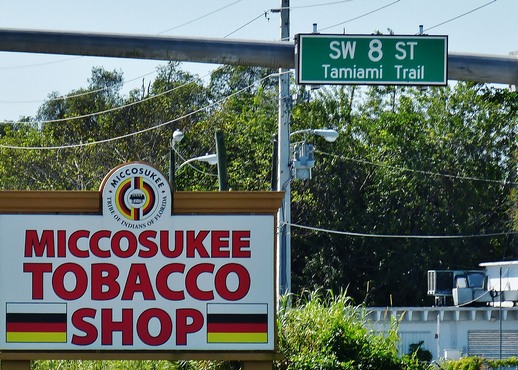 SW 8 ST
Tamiami Trail
MICCOSUKEE
TRIBE OF INDIANS OF FLORIDA
MICCOSUKEE
TOBACCO
SHOP